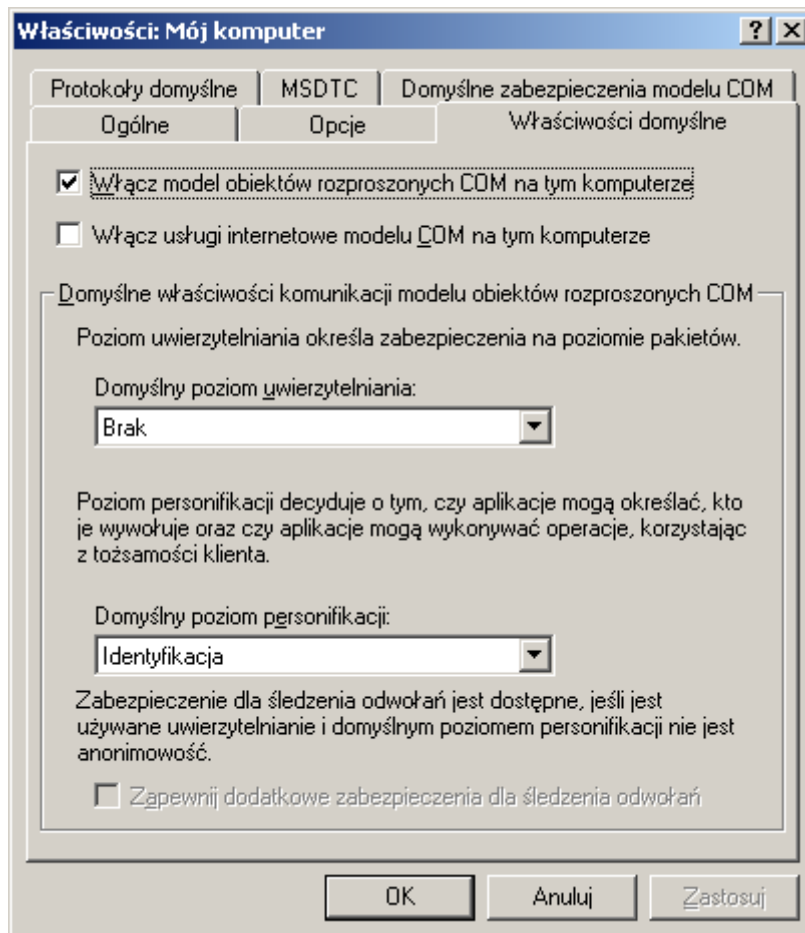 Właściwości: Mój komputer
Protokoły domyślne
MSDTC
Domyślne zabezpieczenia modelu COM
Ogólne
Opcje
Właściwości domyślne
Włącz model obiektów rozproszonych COM na tym komputerze
Włącz usługi internetowe modelu COM na tym komputerze
Domyślne właściwości komunikacji modelu obiektów rozproszonych COM
Poziom uwierzytelniania określa zabezpieczenia na poziomie pakietów.
Domyślny poziom uwierzytelniania:
Brak
Poziom personifikacji decyduje o tym, czy aplikacje mogą określać, kto
je wywołuje oraz czy aplikacje mogą wykonywać operacje, korzystając
z tożsamości klienta.
Domyślny poziom personifikacji:
Identyfikacja
Zabezpieczenie dla śledzenia odwołań jest dostępne, jeśli jest
używane uwierzytelnianie i domyślnym poziomem personifikacji nie jest
anonimowość.
Zapewnij dodatkowe zabezpieczenia dla śledzenia odwołań
OK
Anuluj
Zastosuj